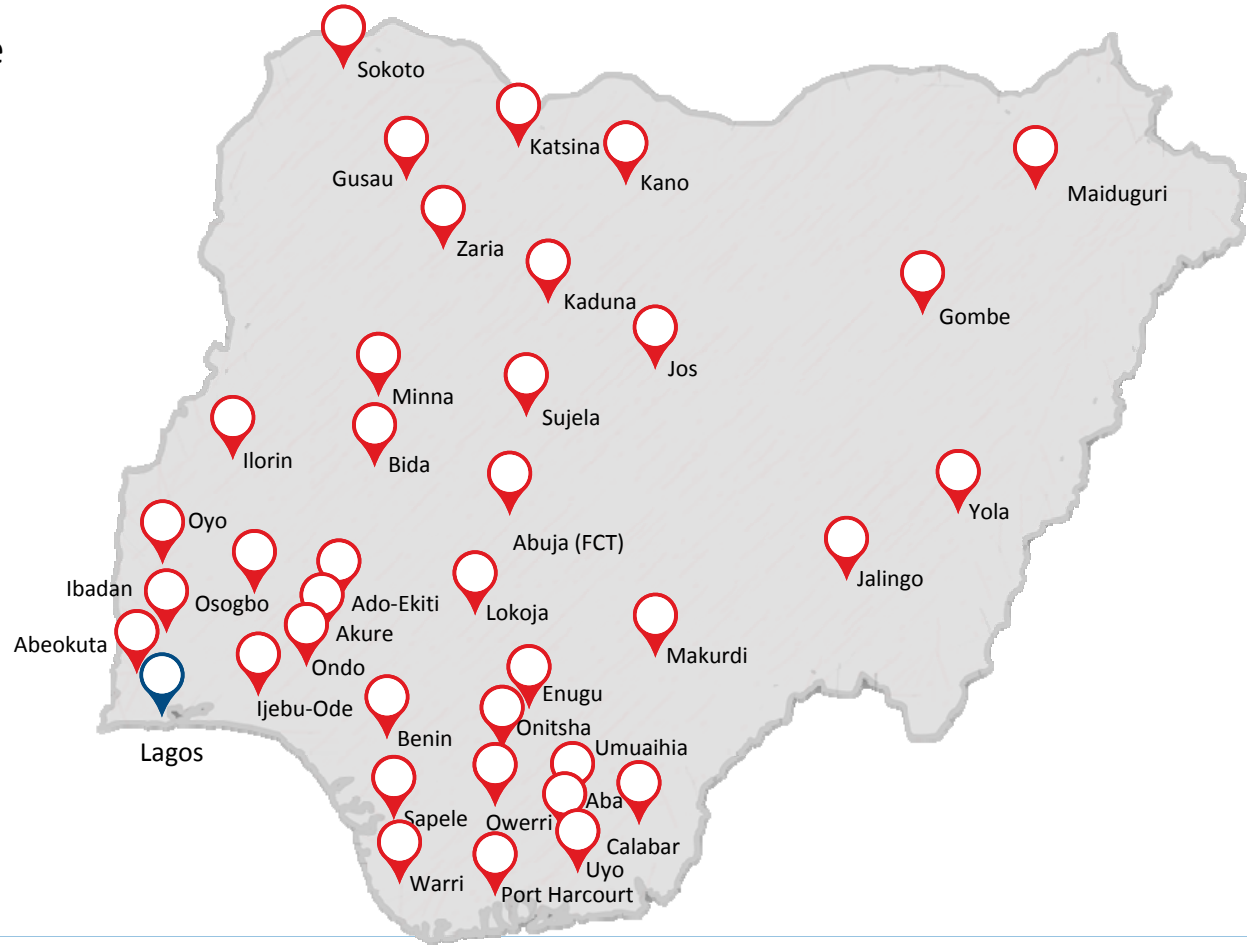 e
Sokoto
Katsina
Gusau
Kano
Maiduguri
Zaria
Kaduna
Gombe
Jos
Minna
Sujela
Ilorin
Bida
Oyo
Yola
Abuja (FCT)
Jalingo
Ibadan
Osogbo
Ado-Ekiti
Lokoja
Akure
Abeokuta
Makurdi
Ondo
Enugu
Ijebu-Ode
Onitsha
Benin
Umuaihia
Lagos
Aba
Sapele
Owerri
Calabar
Uyo
Warri
Port Harcourt